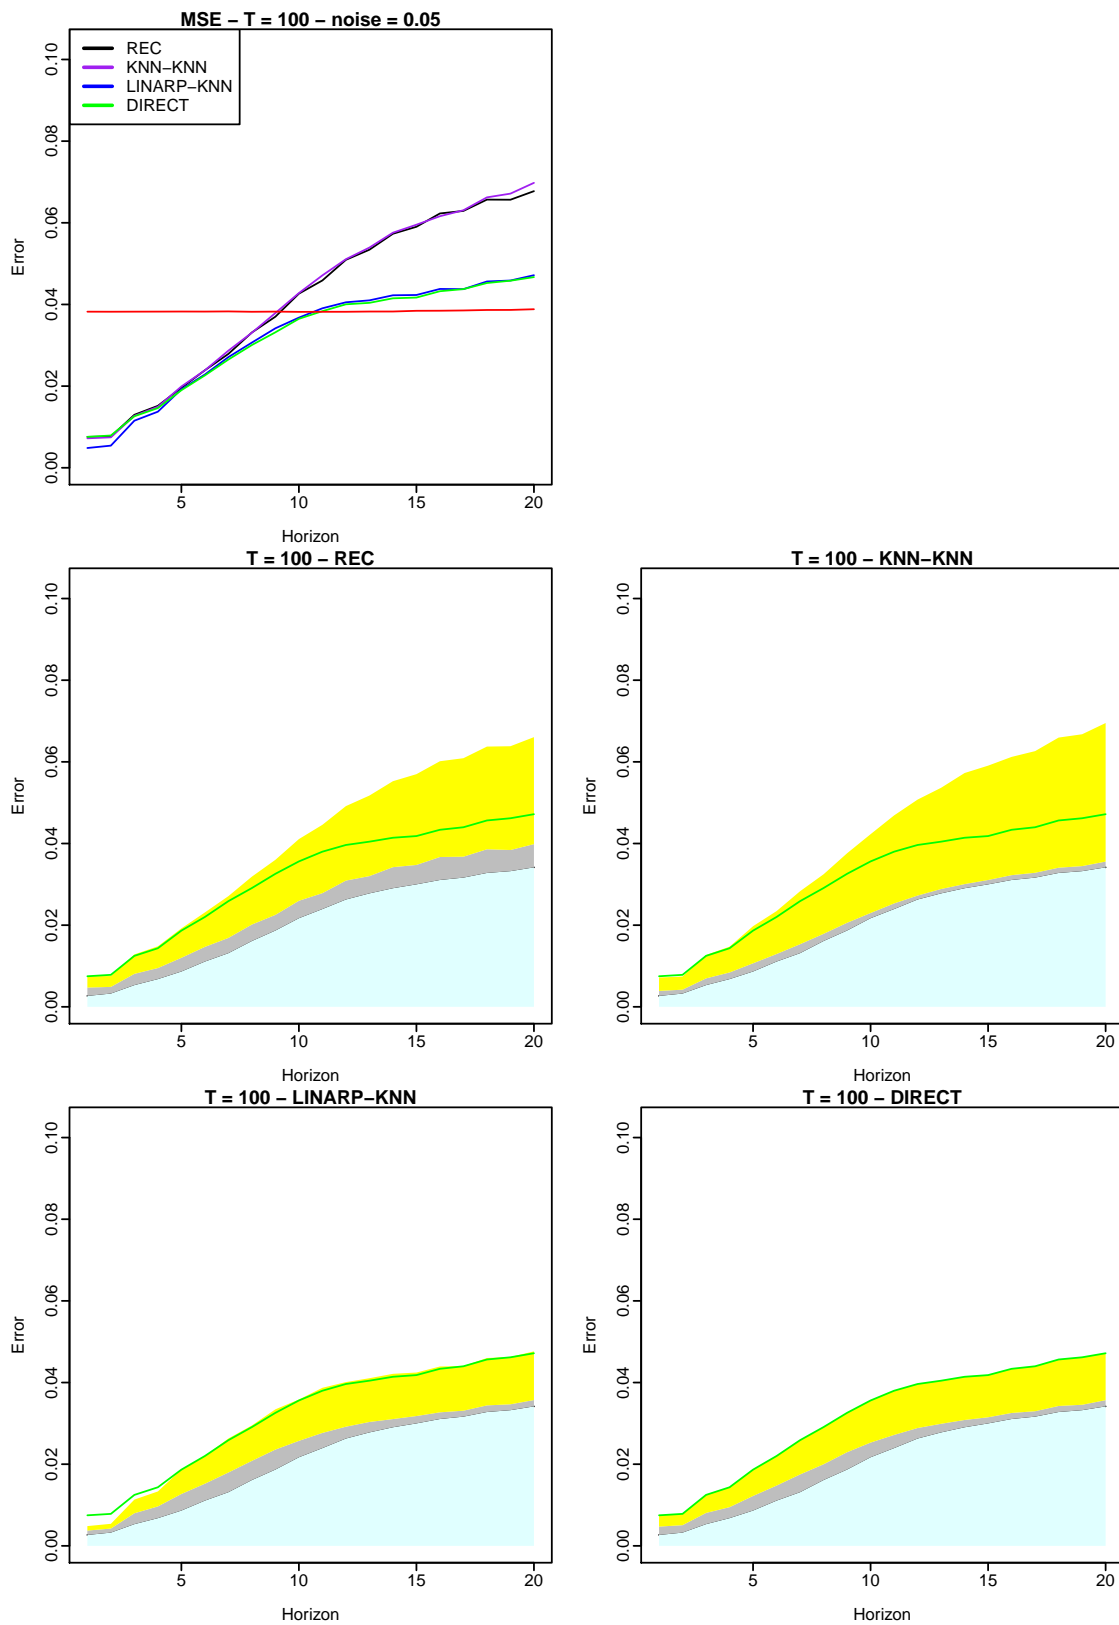 MSE – T = 100 – noise = 0.05
REC
KNN–KNN
LINARP–KNN
DIRECT
Error
0.00 0.02 0.04 0.06 0.08 0.10
5 10 15 20
Horizon
T = 100 – REC
Error
0.00 0.02 0.04 0.06 0.08 0.10
5 10 15 20
Horizon
T = 100 – KNN–KNN
Error
0.00 0.02 0.04 0.06 0.08 0.10
5 10 15 20
Horizon
T = 100 – LINARP–KNN
Error
0.00 0.02 0.04 0.06 0.08 0.10
5 10 15 20
Horizon
T = 100 – DIRECT
Error
0.00 0.02 0.04 0.06 0.08 0.10
5 10 15 20
Horizon